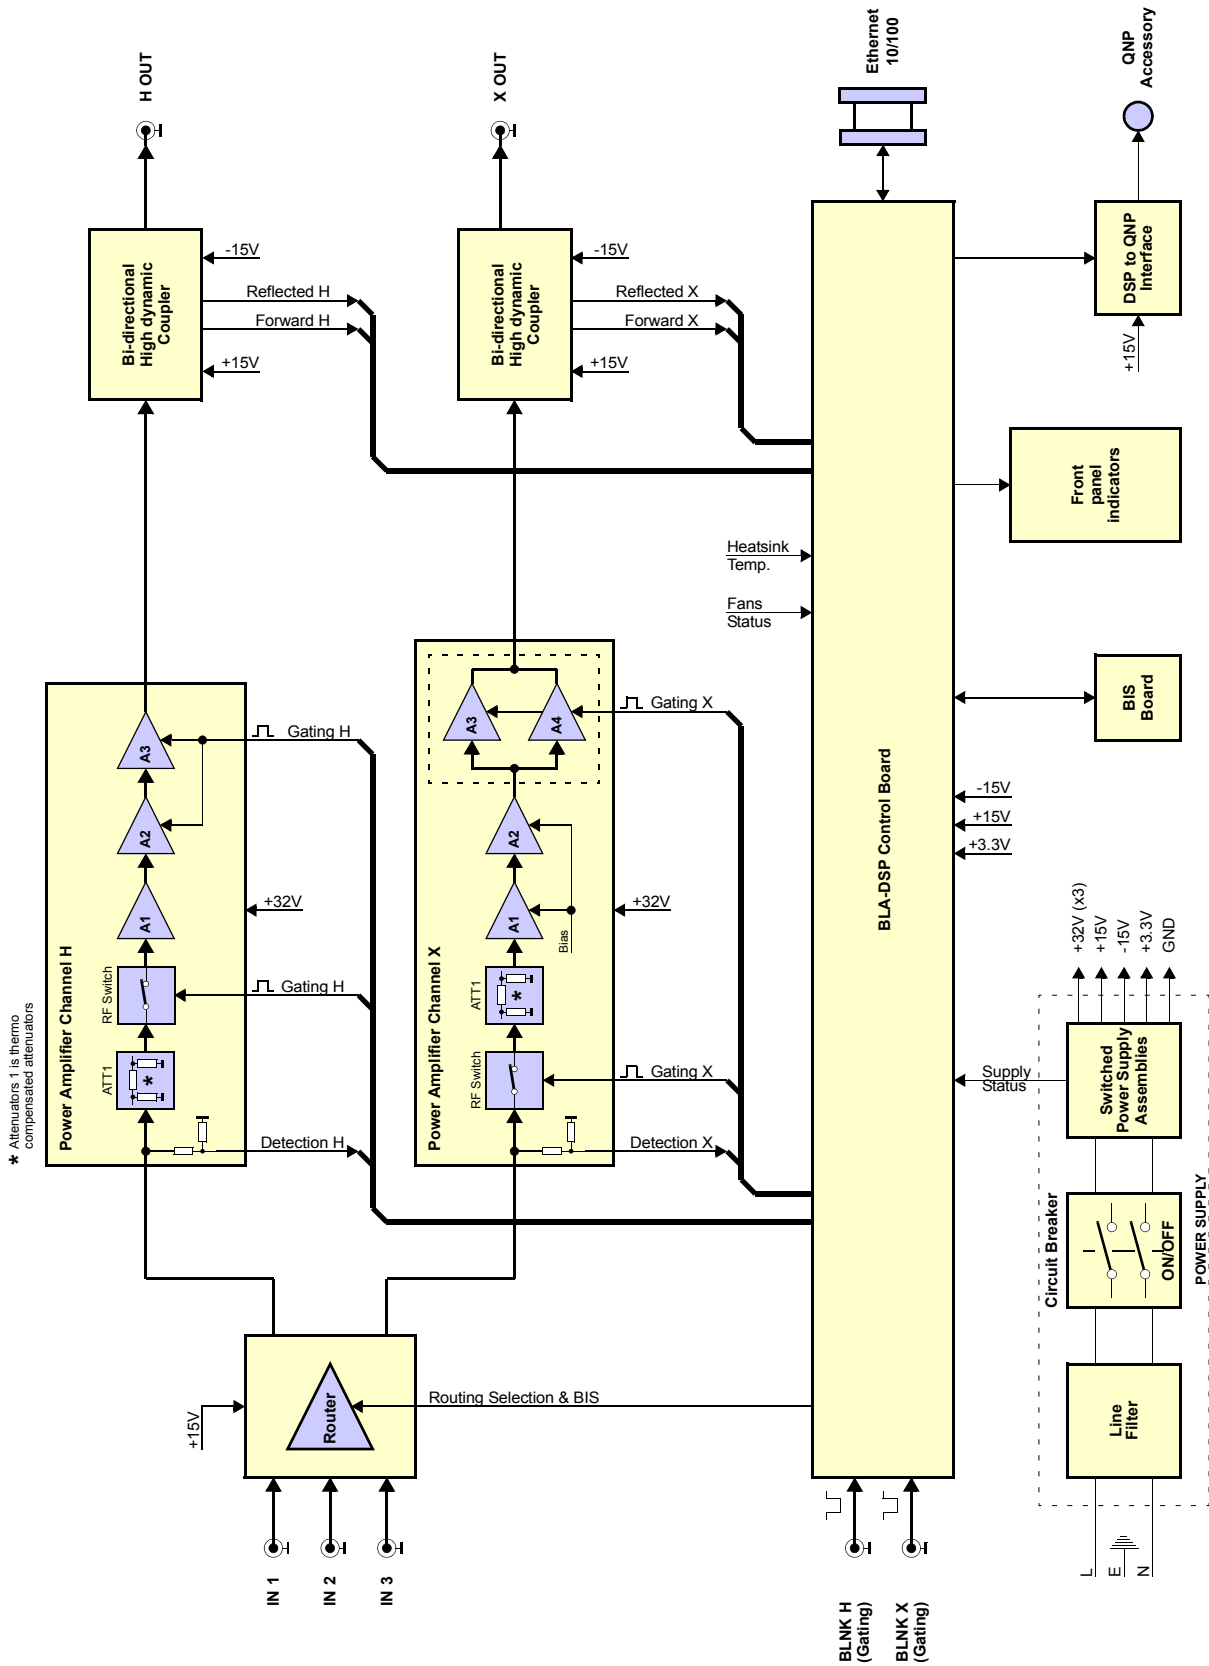 * Attenuators 1 is thermo
compensated attenuators
IN 1
IN 2
IN 3
+15V
Router
Routing Selection & BIS
Power Amplifier Channel H
ATT1
*
RF Switch
A1
A2
A3
Detection H
Gating H
+32V
Gating H
Bi-directional
High dynamic
Coupler
-15V
Reflected H
Forward H
+15V
H OUT
Power Amplifier Channel X
RF Switch
ATT1
*
Bias
A1
A2
A3
A4
Detection X
Gating X
+32V
Gating X
Bi-directional
High dynamic
Coupler
-15V
Reflected X
Forward X
+15V
X OUT
BLNK H
(Gating)
BLNK X
(Gating)
BLA-DSP Control Board
Fans
Status
Heatsink
Temp.
Ethernet
10/100
Supply
Status
-15V
+15V
+3.3V
BIS
Board
Front
panel
indicators
+15V
DSP to QNP
Interface
QNP
Accessory
L
E
N
Line
Filter
Circuit Breaker
ON/OFF
POWER SUPPLY
Switched
Power Supply
Assemblies
+32V (x3)
+15V
-15V
+3.3V
GND